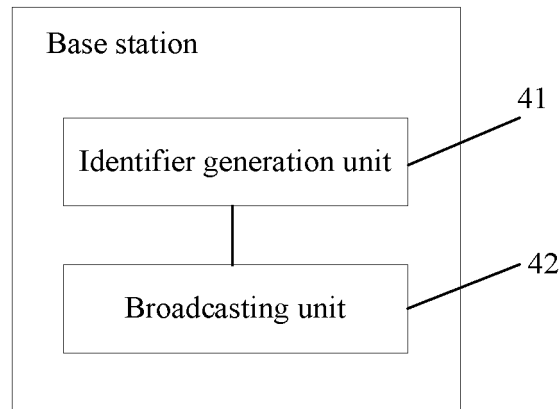 Base station
41
Identifier generation unit
42
Broadcasting unit